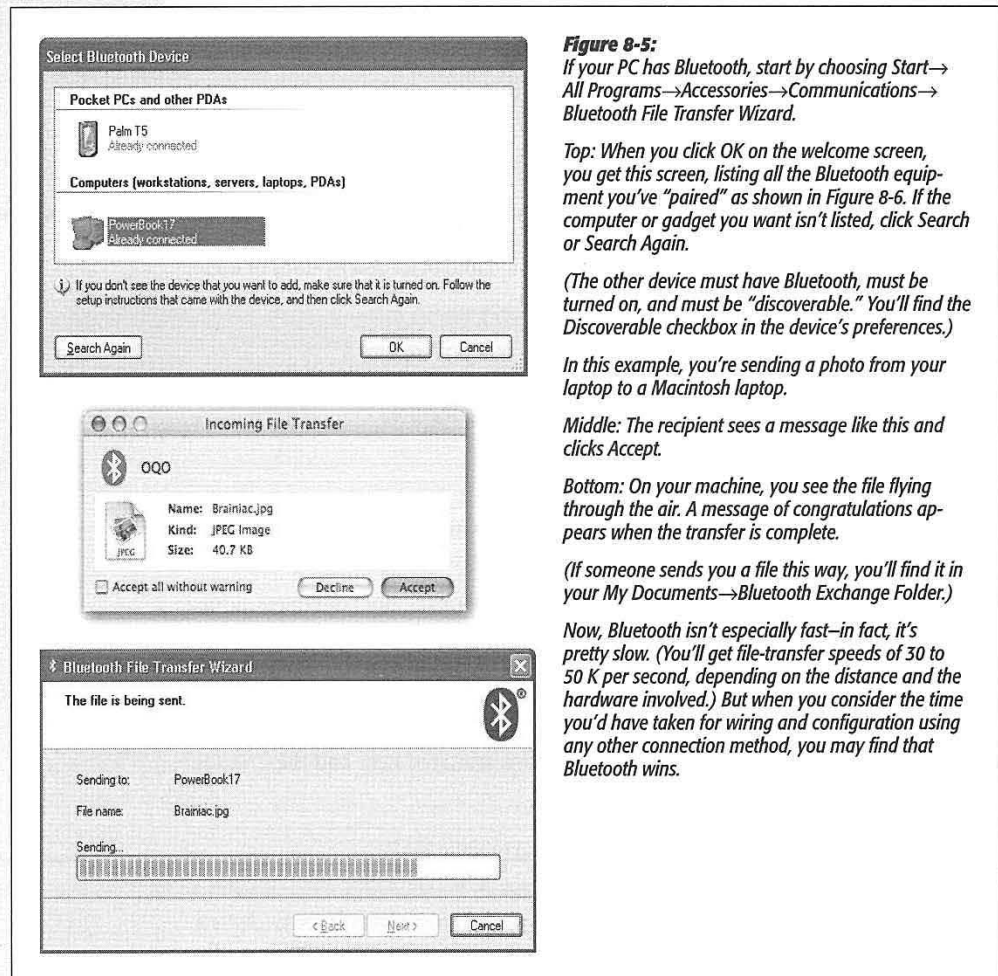 Select Bluetooth Device
Pocket PCs and other PDAs
Palm T5
Already connected
Computers (workstations, servers, laptops, PDAs)
PowerBook17
Already connected
If you don't see the device that you want to add, make sure that it is turned on. Follow the
setup instructions that came with the device, and then click Search Again.
Search Again
OK
Cancel
Incoming File Transfer
OQO
Name: Brainiac.jpg
Kind: JPEG Image
Size: 40.7 KB
JPEG
Accept all without warning
Decline
Accept
Bluetooth File Transfer Wizard
The file is being sent.
Sending to: PowerBook17
File name: Brainiac.jpg
Sending...
< Back
Next >
Cancel
Figure 8-5:
If your PC has Bluetooth, start by choosing Start→
All Programs→Accessories→Communications→
Bluetooth File Transfer Wizard.
Top: When you click OK on the welcome screen,
you get this screen, listing all the Bluetooth equip-
ment you've "paired" as shown in Figure 8-6. If the
computer or gadget you want isn't listed, click Search
or Search Again.
(The other device must have Bluetooth, must be
turned on, and must be "discoverable." You'll find the
Discoverable checkbox in the device's preferences.)
In this example, you're sending a photo from your
laptop to a Macintosh laptop.
Middle: The recipient sees a message like this and
clicks Accept.
Bottom: On your machine, you see the file flying
through the air. A message of congratulations ap-
pears when the transfer is complete.
(If someone sends you a file this way, you'll find it in
your My Documents→Bluetooth Exchange Folder.)
Now, Bluetooth isn't especially fast—in fact, it's
pretty slow. (You'll get file-transfer speeds of 30 to
50 K per second, depending on the distance and the
hardware involved.) But when you consider the time
you'd have taken for wiring and configuration using
any other connection method, you may find that
Bluetooth wins.